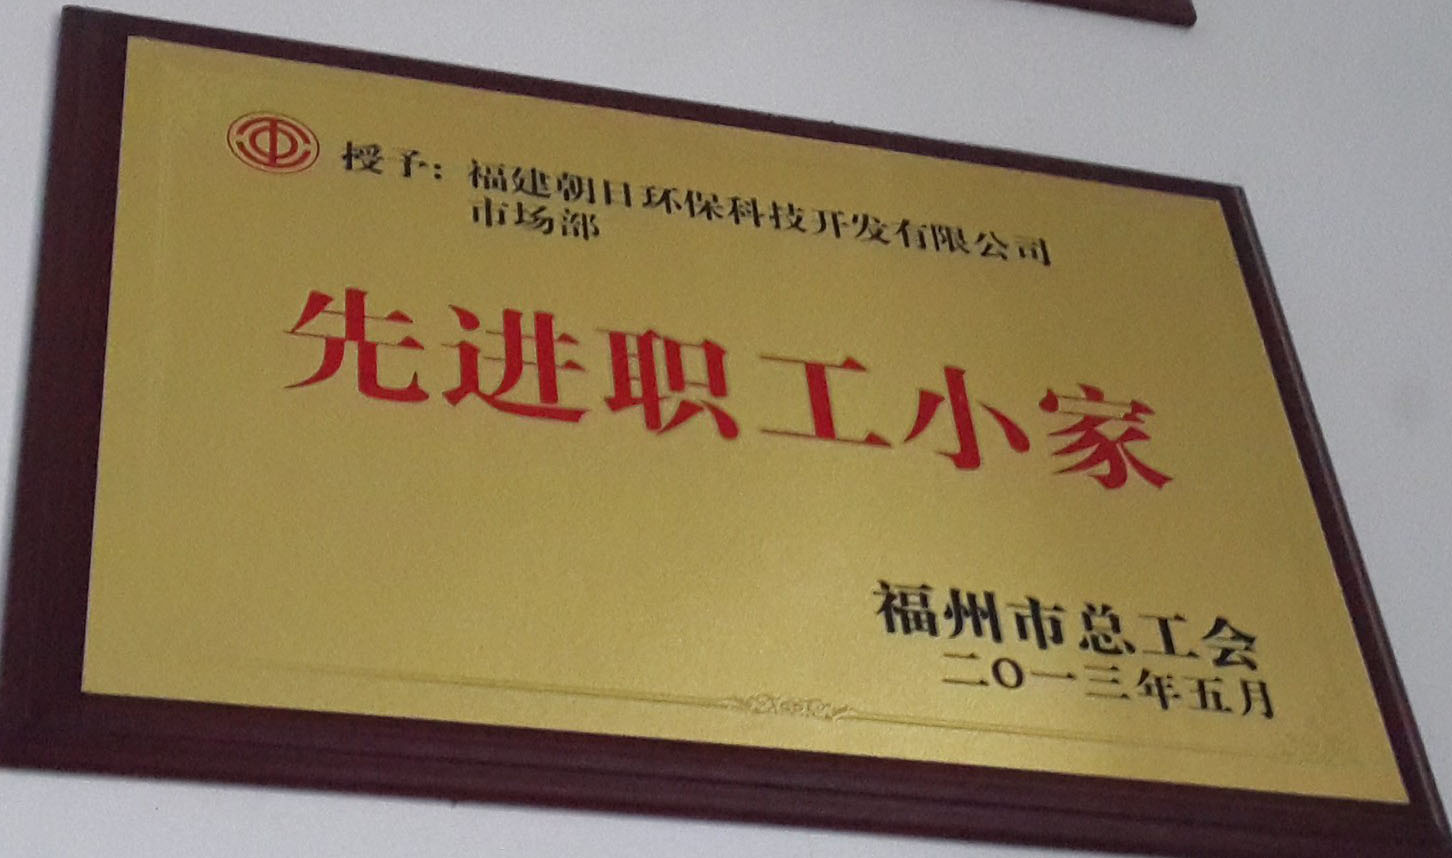 授予：福建朝日环保科技开发有限公司
市场部
先进职工小家
福州市总工会
二〇一三年五月